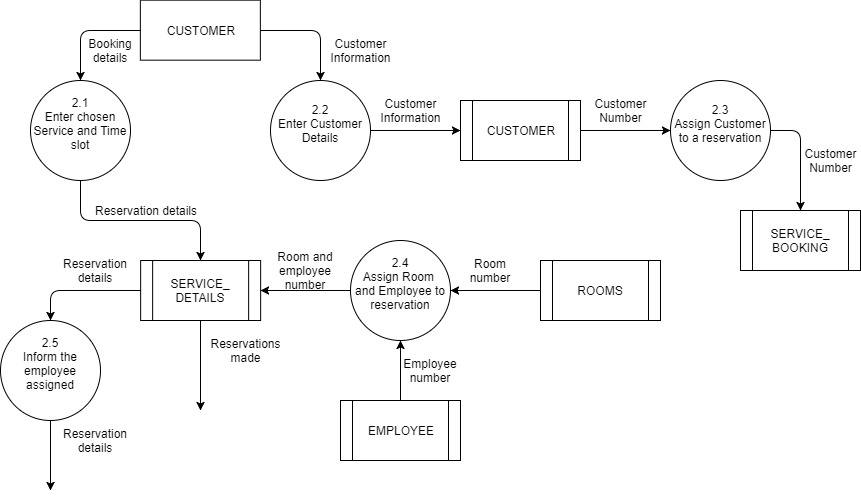 CUSTOMER
Booking
details
Customer
Information
2.1
Enter chosen
Service and Time
slot
2.2
Enter Customer
Details
Customer
Information
CUSTOMER
Customer
Number
2.3
Assign Customer
to a reservation
Customer
Number
SERVICE_
BOOKING
Reservation details
Reservation
details
SERVICE_
DETAILS
Room and
employee
number
2.4
Assign Room
and Employee to
reservation
Room
number
ROOMS
2.5
Inform the
employee
assigned
Reservations
made
Employee
number
EMPLOYEE
Reservation
details